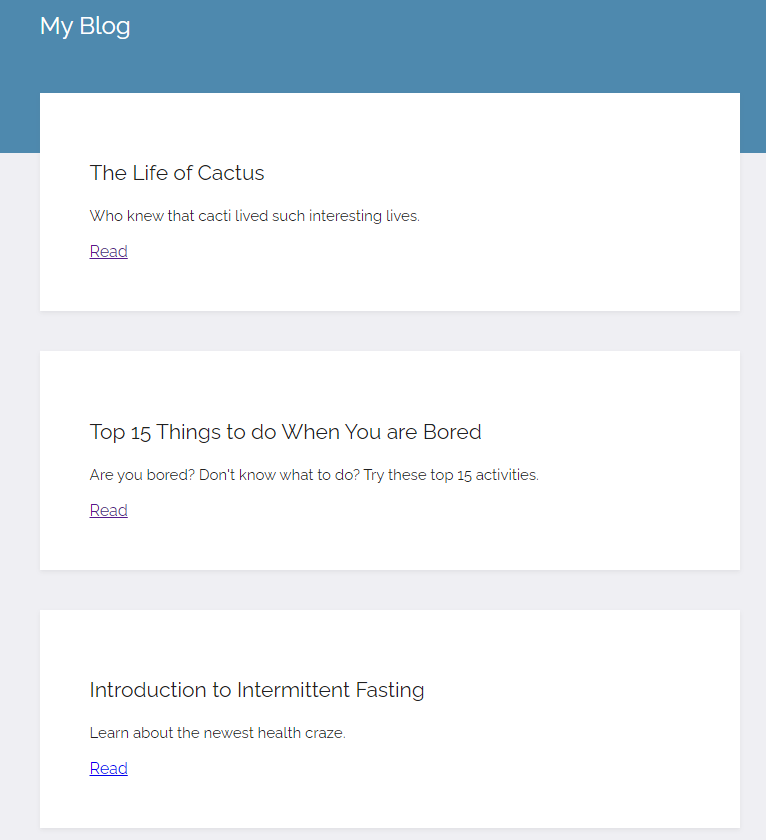 My Blog
The Life of Cactus
Who knew that cacti lived such interesting lives.
Read
Top 15 Things to do When You are Bored
Are you bored? Don't know what to do? Try these top 15 activities.
Read
Introduction to Intermittent Fasting
Learn about the newest health craze.
Read